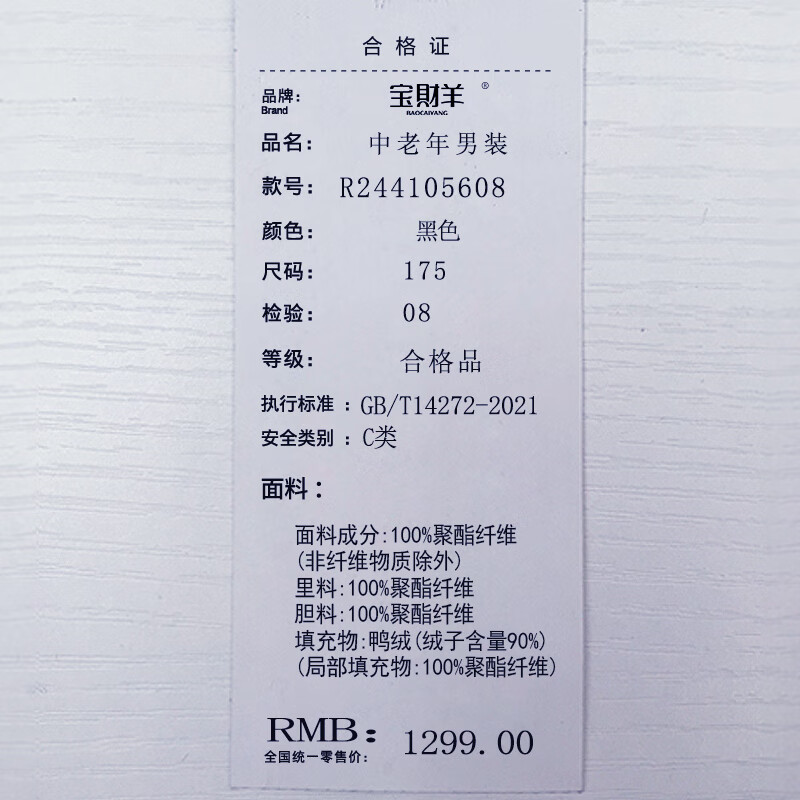 合格证
品牌: 宝財羊®
Brand BAOCAIYANG
品名: 中老年男装
款号: R244105608
颜色: 黑色
尺码: 175
检验: 08
等级: 合格品
执行标准 : GB/T14272-2021
安全类别 : C类
面料:
面料成分:100%聚酯纤维
(非纤维物质除外)
里料:100%聚酯纤维
胆料:100%聚酯纤维
填充物:鸭绒(绒子含量90%)
(局部填充物:100%聚酯纤维)
RMB: 1299.00
全国统一零售价: